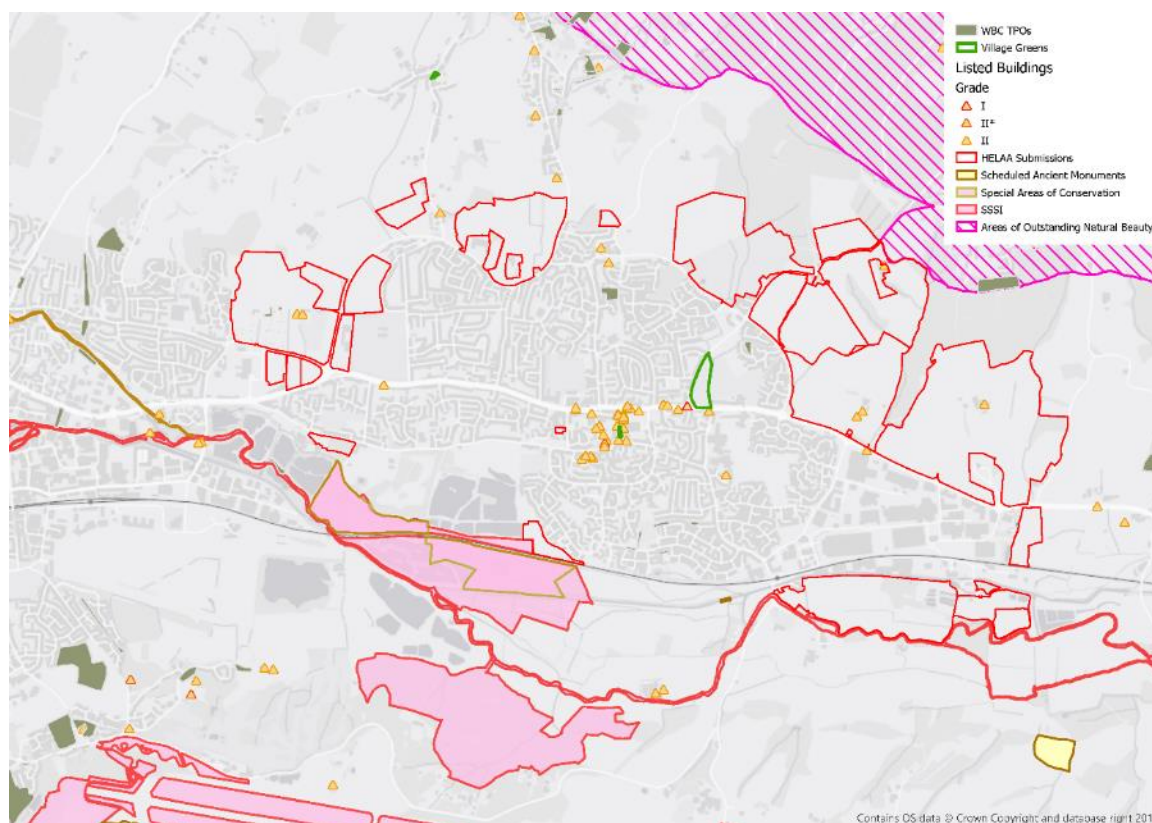 WBC TPOs
Village Greens
Listed Buildings
Grade
I
II*
II
HELAA Submissions
Scheduled Ancient Monuments
Special Areas of Conservation
SSSI
Areas of Outstanding Natural Beauty
Contains OS data © Crown Copyright and database right 201